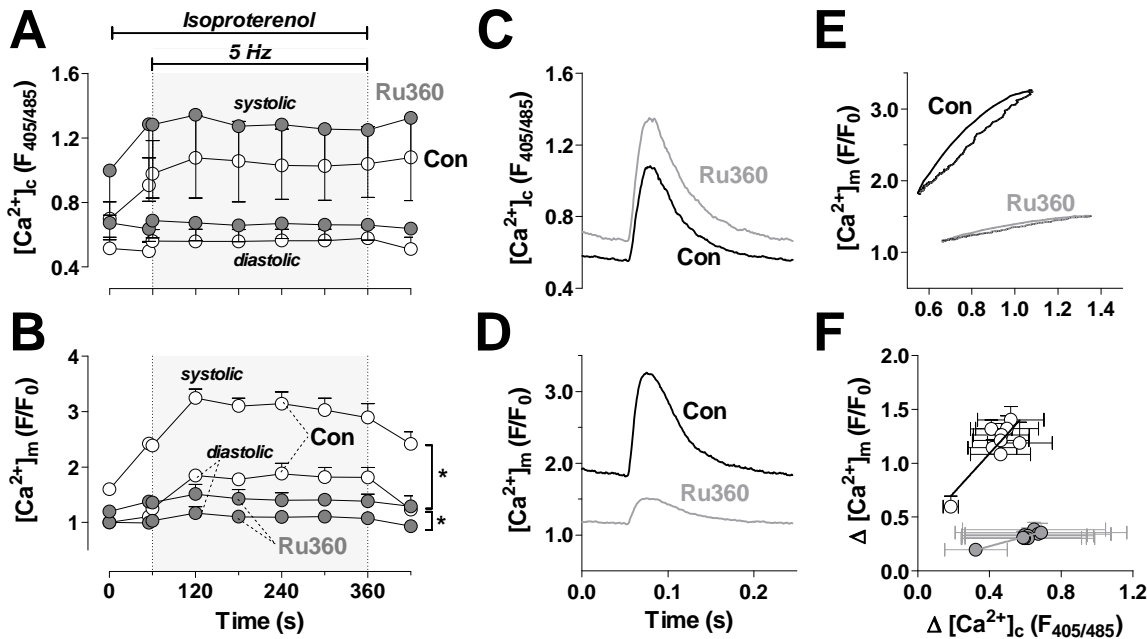 A
Isoproterenol
5 Hz
[Ca2+]c (F405/485)
1.6
1.2
0.8
0.4
systolic
diastolic
Ru360
Con
B
[Ca2+]m (F/F0)
4
3
2
1
systolic
diastolic
Con
Ru360
*
*
0
120
240
360
Time (s)
C
[Ca2+]c (F405/485)
1.6
1.2
0.8
0.4
Ru360
Con
D
[Ca2+]m (F/F0)
3.0
2.0
1.0
Con
Ru360
0.0
0.1
0.2
Time (s)
E
[Ca2+]m (F/F0)
3.0
2.0
1.0
Con
Ru360
0.6
0.8
1.0
1.2
1.4
F
Δ [Ca2+]m (F/F0)
2.0
1.5
1.0
0.5
0.0
0.0
0.4
0.8
1.2
Δ [Ca2+]c (F405/485)